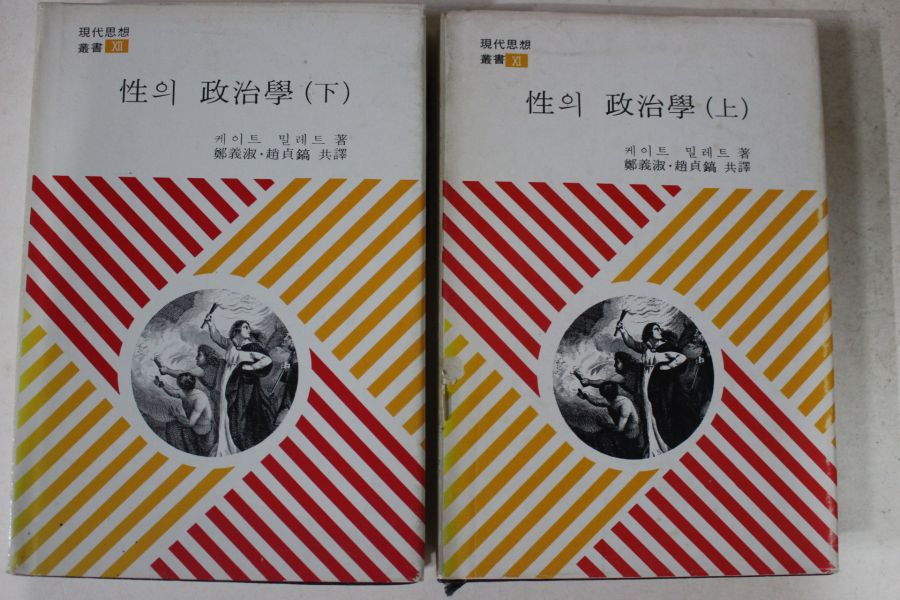 現代思想
叢書 XII
性의 政治學 (下)
케이트 밀레트 著
鄭義淑·趙貞鎬 共譯
現代思想
叢書 XI
性의 政治學 (上)
케이트 밀레트 著
鄭義淑·趙貞鎬 共譯